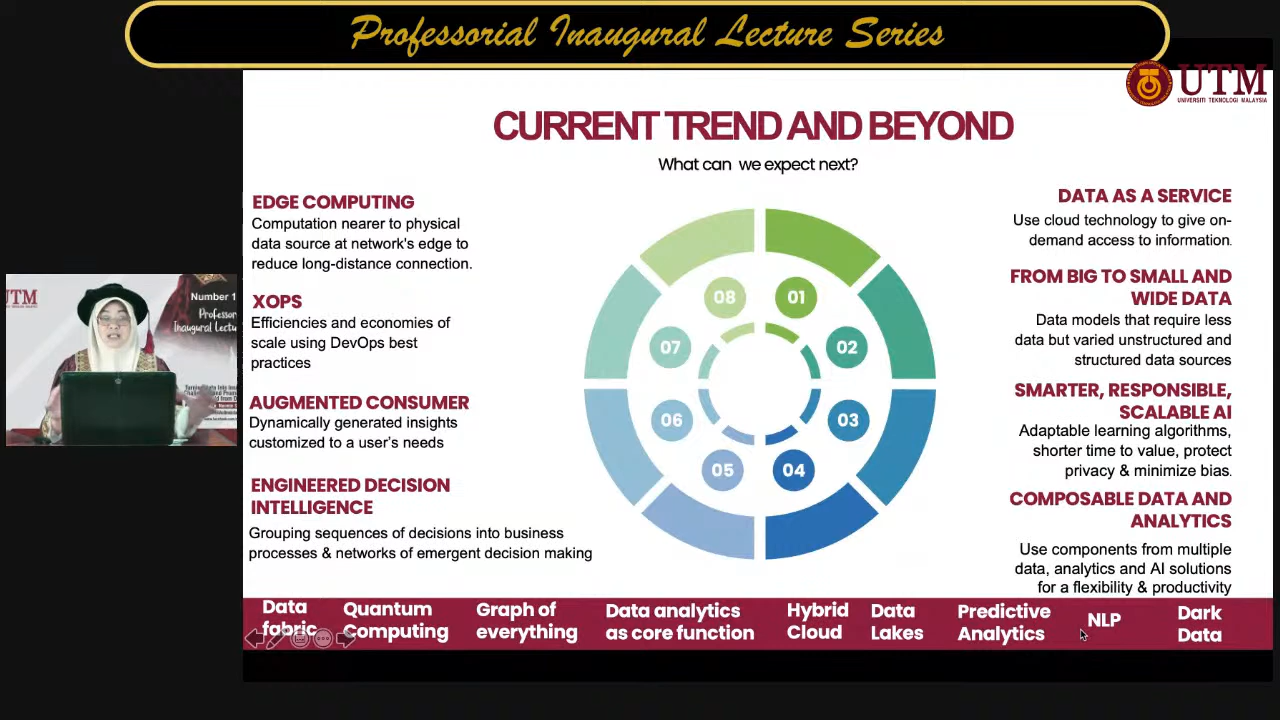 Professorial Inaugural Lecture Series
UTM
UNIVERSITI TEKNOLOGI MALAYSIA
CURRENT TREND AND BEYOND
What can we expect next?
EDGE COMPUTING
Computation nearer to physical
data source at network's edge to
reduce long-distance connection.
XOPS
Efficiencies and economies of
scale using DevOps best
practices
AUGMENTED CONSUMER
Dynamically generated insights
customized to a user's needs
ENGINEERED DECISION
INTELLIGENCE
Grouping sequences of decisions into business
processes & networks of emergent decision making
08
01
07
02
06
03
05
04
DATA AS A SERVICE
Use cloud technology to give on-
demand access to information.
FROM BIG TO SMALL AND
WIDE DATA
Data models that require less
data but varied unstructured and
structured data sources
SMARTER, RESPONSIBLE,
SCALABLE AI
Adaptable learning algorithms,
shorter time to value, protect
privacy & minimize bias.
COMPOSABLE DATA AND
ANALYTICS
Use components from multiple
data, analytics and AI solutions
for a flexibility & productivity
Data
fabric
Quantum
Computing
Graph of
everything
Data analytics
as core function
Hybrid
Cloud
Data
Lakes
Predictive
Analytics
NLP
Dark
Data
UTM
Number 1
Professor
Inaugural Lectu